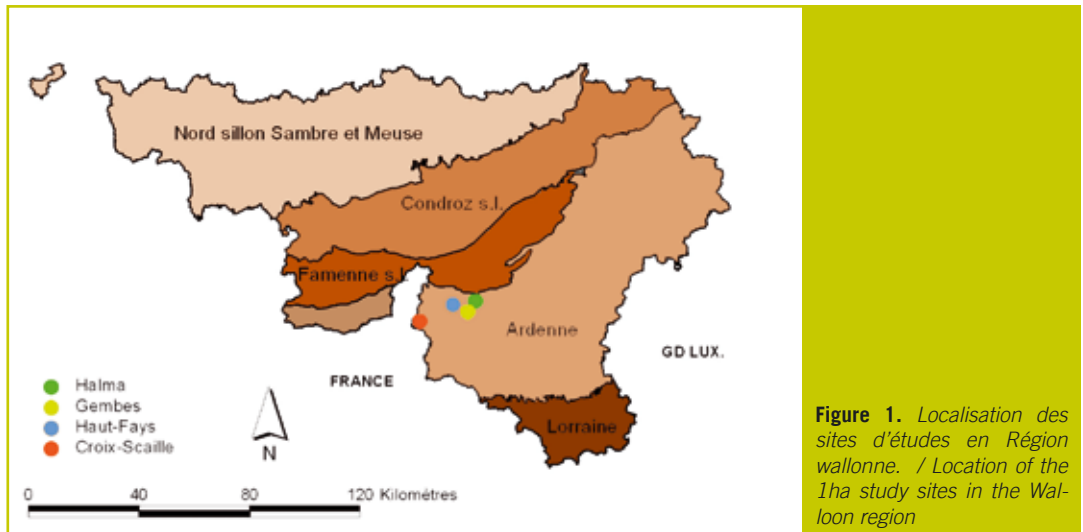 Nord sillon Sambre et Meuse
Condroz s.l.
Famenne s.l.
Ardenne
GD LUX.
FRANCE
Lorraine
Halma
Gembes
Haut-Fays
Croix-Scaille
N
0 40 80 120 Kilométres
Figure 1. Localisation des
sites d'études en Région
wallonne. / Location of the
1ha study sites in the Wal-
loon region